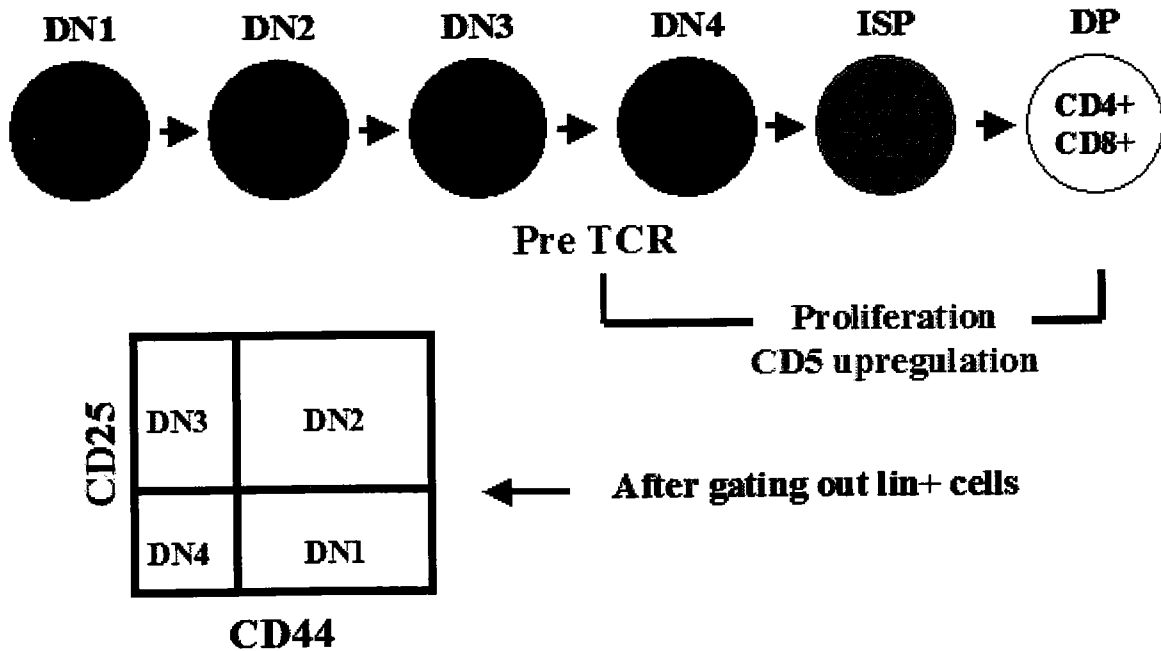 DN1 DN2 DN3 DN4 ISP DP
CD4+
CD8+
Pre TCR
Proliferation
CD5 upregulation
CD25
DN3 DN2
After gating out lin+ cells
DN4 DN1
CD44